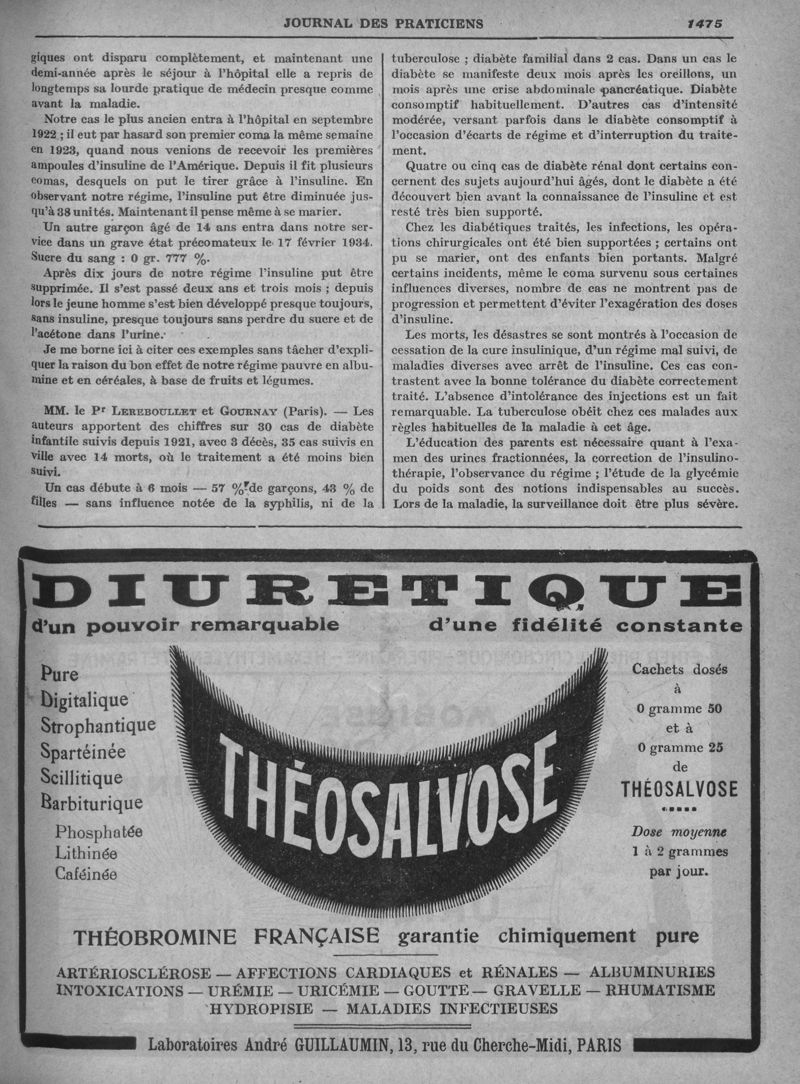 JOURNAL DES PRATICIENS 1475
giques ont disparu complètement, et maintenant une
demi-année après le séjour à l'hôpital elle a repris de
longtemps sa lourde pratique de médecin presque comme
avant la maladie.
Notre cas le plus ancien entra à l'hôpital en septembre
1922 ; il eut par hasard son premier coma la même semaine
en 1923, quand nous venions de recevoir les premières
ampoules d'insuline de l'Amérique. Depuis il fit plusieurs
comas, desquels on put le tirer grâce à l'insuline. En
observant notre régime, l'insuline put être diminuée jus-
qu'à 38 unités. Maintenant il pense même à se marier.
Un autre garçon âgé de 14 ans entra dans notre ser-
vice dans un grave état précomateux le 17 février 1934.
Sucre du sang : 0 gr. 777 %.
Après dix jours de notre régime l'insuline put être
supprimée. Il s'est passé deux ans et trois mois ; depuis
lors le jeune homme s'est bien développé presque toujours,
sans insuline, presque toujours sans perdre du sucre et de
l'acétone dans l'urine.
Je me borne ici à citer ces exemples sans tâcher d'expli-
quer la raison du bon effet de notre régime pauvre en albu-
mine et en céréales, à base de fruits et légumes.
MM. le Pr LEREBOULLET et GOURNAY (Paris). — Les
auteurs apportent des chiffres sur 30 cas de diabète
infantile suivis depuis 1921, avec 3 décès, 35 cas suivis en
ville avec 14 morts, où le traitement a été moins bien
suivi.
Un cas débute à 6 mois — 57 % de garçons, 43 % de
filles — sans influence notée de la syphilis, ni de la
tuberculose ; diabète familial dans 2 cas. Dans un cas le
diabète se manifeste deux mois après les oreillons, un
mois après une crise abdominale pancréatique. Diabète
consomptif habituellement. D'autres cas d'intensité
modérée, versant parfois dans le diabète consomptif à
l'occasion d'écarts de régime et d'interruption du traite-
ment.
Quatre ou cinq cas de diabète rénal dont certains con-
cernent des sujets aujourd'hui âgés, dont le diabète a été
découvert bien avant la connaissance de l'insuline et est
resté très bien supporté.
Chez les diabétiques traités, les infections, les opéra-
tions chirurgicales ont été bien supportées ; certains ont
pu se marier, ont des enfants bien portants. Malgré
certains incidents, même le coma survenu sous certaines
influences diverses, nombre de cas ne montrent pas de
progression et permettent d'éviter l'exagération des doses
d'insuline.
Les morts, les désastres se sont montrés à l'occasion de
cessation de la cure insulinique, d'un régime mal suivi, de
maladies diverses avec arrêt de l'insuline. Ces cas con-
trastent avec la bonne tolérance du diabète correctement
traité. L'absence d'intolérance des injections est un fait
remarquable. La tuberculose obéit chez ces malades aux
règles habituelles de la maladie à cet âge.
L'éducation des parents est nécessaire quant à l'exa-
men des urines fractionnées, la correction de l'insulino-
thérapie, l'observance du régime ; l'étude de la glycémie
du poids sont des notions indispensables au succès.
Lors de la maladie, la surveillance doit être plus sévère.
DIURETIQUE
d'un pouvoir remarquable d'une fidélité constante
Pure
Digitalique
Strophantique
Spartéinée
Scillitique
Barbiturique
Phosphatée
Lithinée
Caféinée
THÉOSALVOSE
Cachets dosés
à
0 gramme 50
et à
0 gramme 25
de
THÉOSALVOSE
Dose moyenne
1 à 2 grammes
par jour.
THÉOBROMINE FRANÇAISE garantie chimiquement pure
ARTÉRIOSCLÉROSE — AFFECTIONS CARDIAQUES et RÉNALES — ALBUMINURIES
INTOXICATIONS — URÉMIE — URICÉMIE — GOUTTE — GRAVELLE — RHUMATISME
HYDROPISIE — MALADIES INFECTIEUSES
Laboratoires André GUILLAUMIN, 13, rue du Cherche-Midi, PARIS